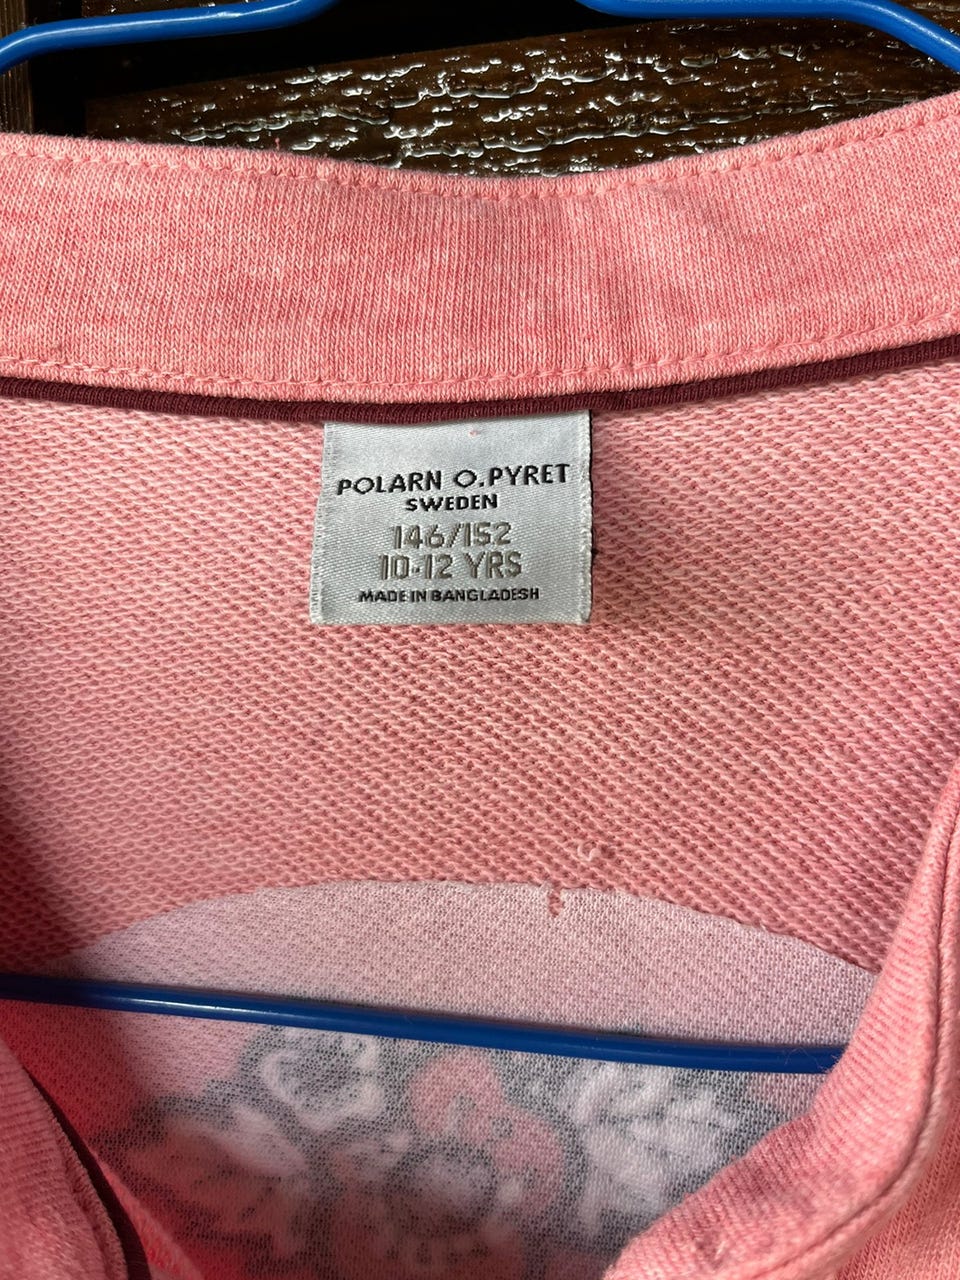 POLARN O.PYRET
SWEDEN
146/152
10-12 YRS
MADE IN BANGLADESH